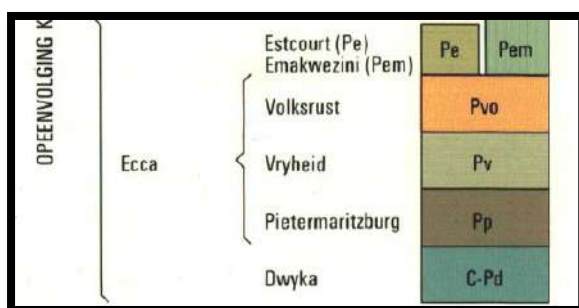 OPEENVOLGING K
Estcourt (Pe)
Emakwezini (Pem)
Pe
Pem
Volksrust
Pvo
Ecca
Vryheid
Pv
Pietermaritzburg
Pp
Dwyka
C-Pd